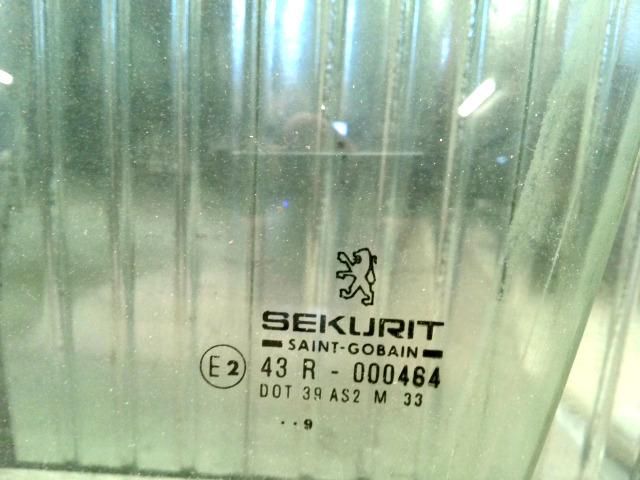 SEKURIT
SAINT-GOBAIN
E2 43 R - 000464
DOT 39 AS2 M 33
..9